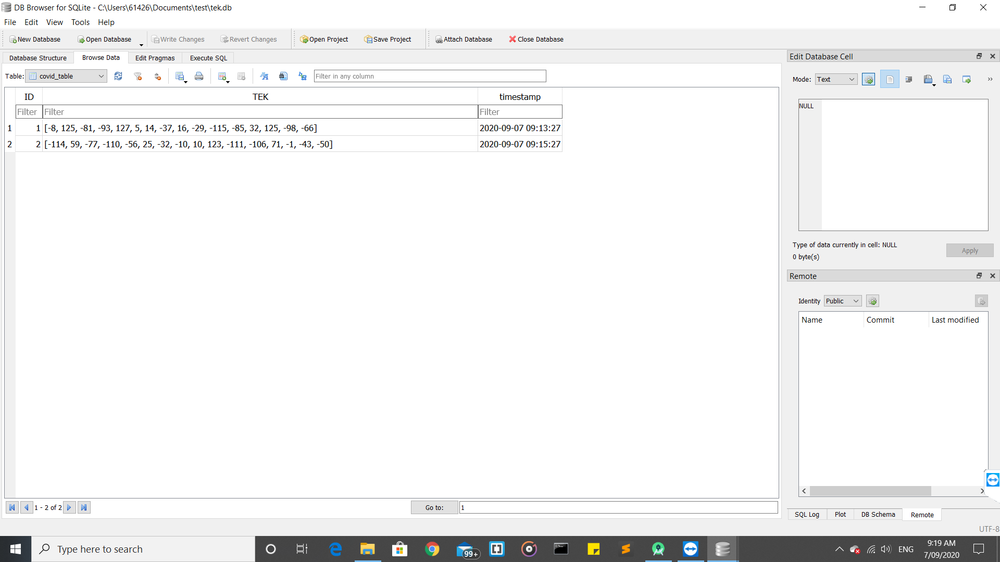 DB Browser for SQLite - C:\Users\61426\Documents\test\tek.db
File Edit View Tools Help
New Database Open Database Write Changes Revert Changes Open Project Save Project Attach Database Close Database
Database Structure Browse Data Edit Pragmas Execute SQL
Table: covid_table Filter in any column
ID TEK timestamp
Filter Filter Filter
1 1 [-8, 125, -81, -93, 127, 5, 14, -37, 16, -29, -115, -85, 32, 125, -98, -66] 2020-09-07 09:13:27
2 2 [-114, 59, -77, -110, -56, 25, -32, -10, 10, 123, -111, -106, 71, -1, -43, -50] 2020-09-07 09:15:27
1 - 2 of 2 Go to: 1
Edit Database Cell
Mode: Text
NULL
Type of data currently in cell: NULL
0 byte(s)
Apply
Remote
Identity Public
Name Commit Last modified
SQL Log Plot DB Schema Remote
UTF-8
Type here to search
99+
ENG
9:19 AM
7/09/2020